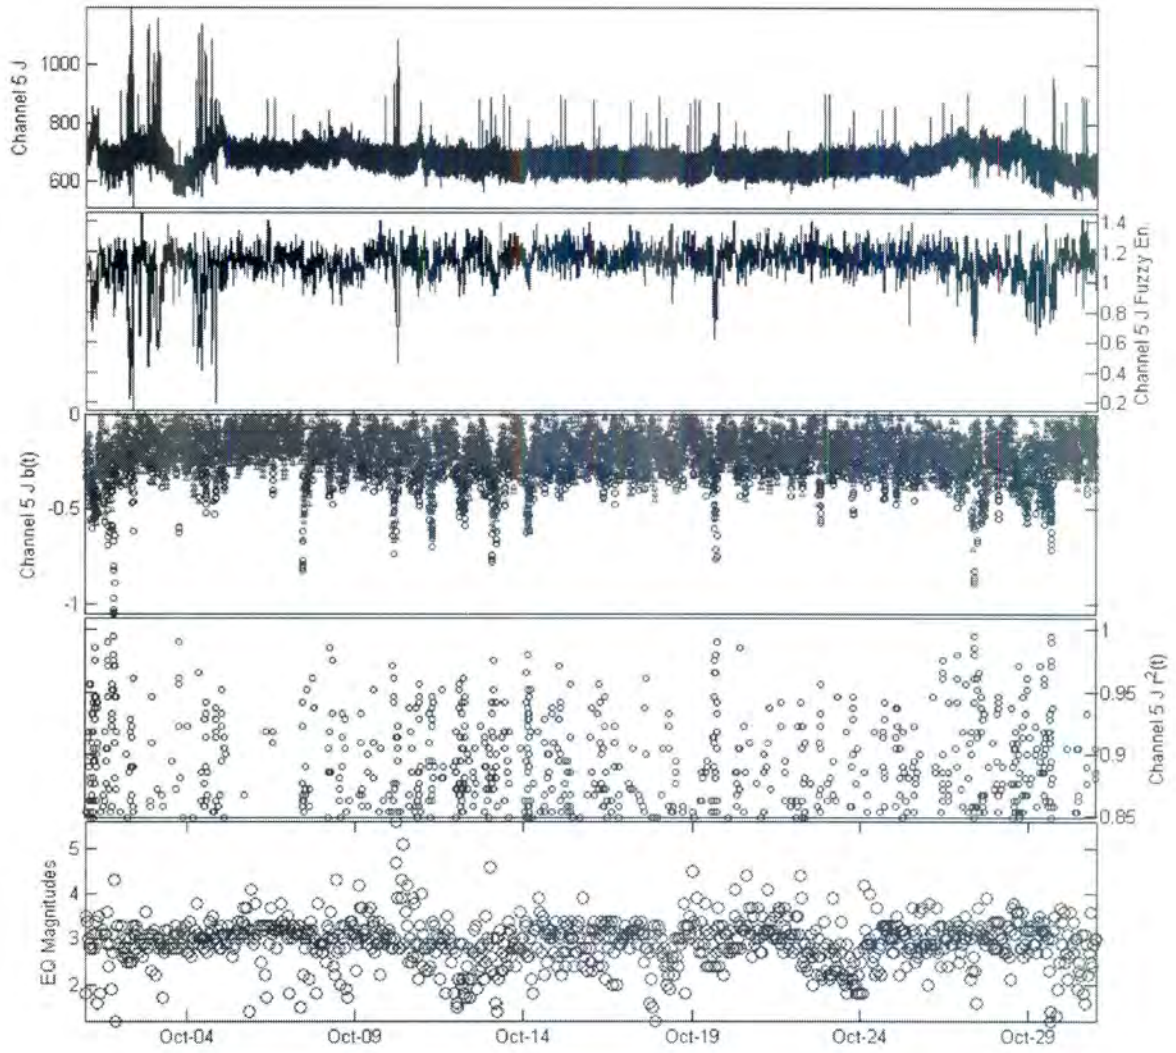 Channel 5 J
1000
800
600
Channel 5 J Fuzzy En.
1.4
1.2
1
0.8
0.6
0.4
0.2
Channel 5 J b(t)
0
-0.5
-1
Channel 5 J r²(t)
1
0.95
0.9
0.85
EQ Magnitudes
5
4
3
2
Oct-04
Oct-09
Oct-14
Oct-19
Oct-24
Oct-29